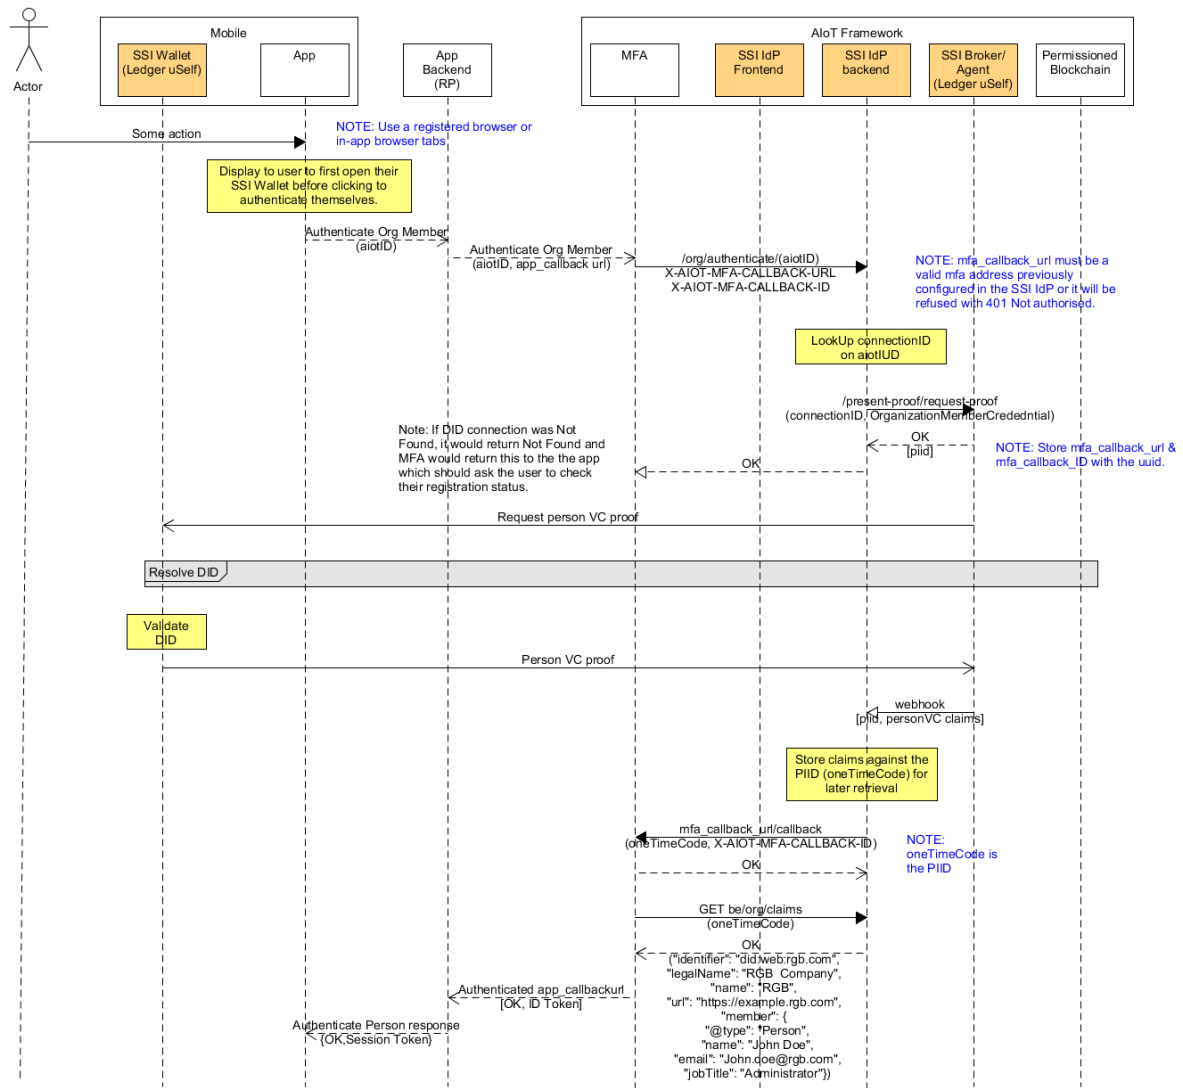 Mobile
AIoT Framework
SSI Wallet
(Ledger uSelf)
App
App
Backend
(RP)
MFA
SSI IdP
Frontend
SSI IdP
backend
SSI Broker/
Agent
(Ledger uSelf)
Permissioned
Blockchain
Actor
Some action
NOTE: Use a registered browser or
in-app browser tabs
Display to user to first open their
SSI Wallet before clicking to
authenticate themselves.
Authenticate Org Member
(aiotID)
Authenticate Org Member
(aiotID, app_callback url)
/org/authenticate/(aiotID)
X-AIOT-MFA-CALLBACK-URL
X-AIOT-MFA-CALLBACK-ID
NOTE: mfa_callback_url must be a
valid mfa address previously
configured in the SSI IdP or it will be
refused with 401 Not authorised.
LookUp connectionID
on aiotIUD
/present-proof/request-proof
(connectionID, OrganizationMemberCrededntial)
Note: If DID connection was Not
Found, it would return Not Found and
MFA would return this to the the app
which should ask the user to check
their registration status.
OK
[piid]
NOTE: Store mfa_callback_url &
mfa_callback_ID with the uuid.
OK
Request person VC proof
Resolve DID
Validate
DID
Person VC proof
webhook
[piid, personVC claims]
Store claims against the
PIID (oneTimeCode) for
later retrieval
mfa_callback_url/callback
(oneTimeCode, X-AIOT-MFA-CALLBACK-ID)
NOTE:
oneTimeCode is
the PIID
OK
GET be/org/claims
(oneTimeCode)
OK
{"identifier": "did:web:rgb.com",
"legalName": "RGB Company",
"name": "RGB",
"url": "https://example.rgb.com",
"member": {
"@type": "Person",
"name": "John Doe",
"email": "John.doe@rgb.com",
"jobTitle": "Administrator"})
Authenticated app_callbackurl
[OK, ID Token]
Authenticate Person response
{OK,Session Token}